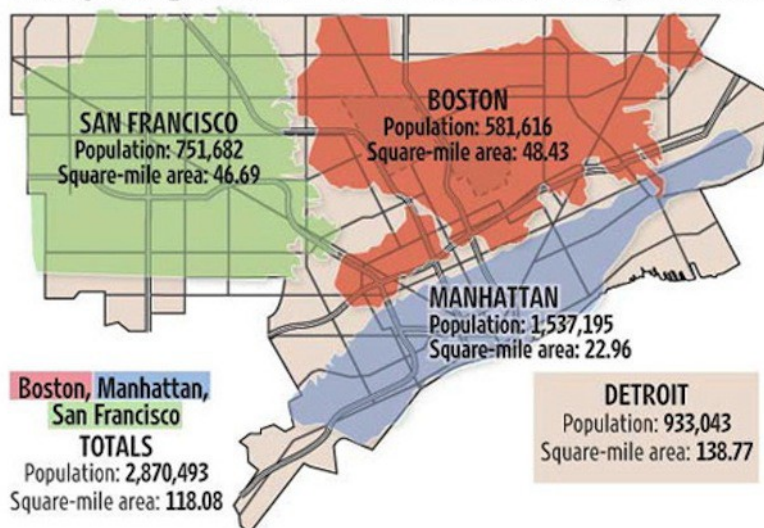 SAN FRANCISCO
Population: 751,682
Square-mile area: 46.69
BOSTON
Population: 581,616
Square-mile area: 48.43
MANHATTAN
Population: 1,537,195
Square-mile area: 22.96
Boston, Manhattan,
San Francisco
TOTALS
Population: 2,870,493
Square-mile area: 118.08
DETROIT
Population: 933,043
Square-mile area: 138.77